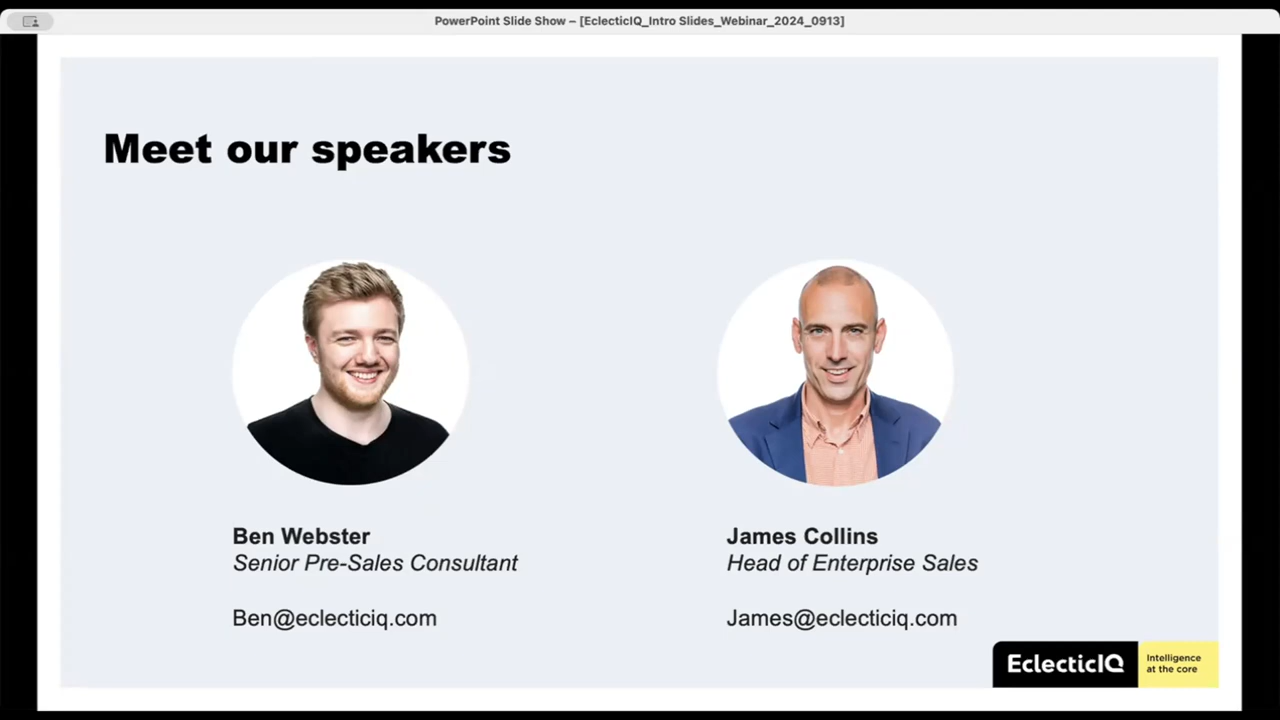 PowerPoint Slide Show – [EclecticIQ_Intro Slides_Webinar_2024_0913]
Meet our speakers
Ben Webster
Senior Pre-Sales Consultant
Ben@eclecticiq.com
James Collins
Head of Enterprise Sales
James@eclecticiq.com
EclecticIQ
Intelligence
at the core